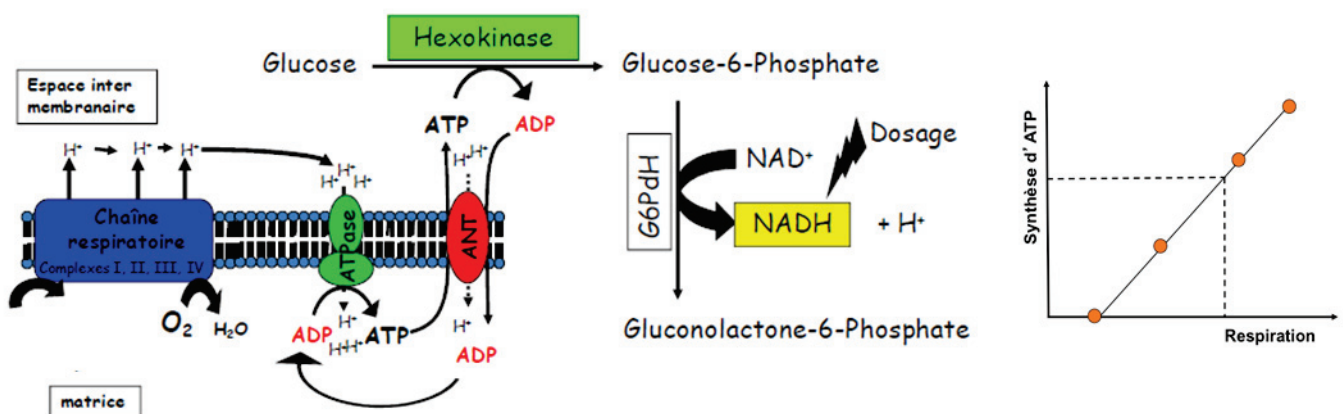 Hexokinase
Glucose
Glucose-6-Phosphate
Espace inter
membranaire
ATP
ADP
H⁺
H⁺
H⁺
H⁺
H⁺
H⁺
H⁺
H⁺
Chaîne
respiratoire
Complexes I, II, III, IV
ATPase
ANT
O₂
H₂O
ADP
H⁺
H⁺
H⁺
H⁺
ATP
H⁺
ADP
matrice
G6PdH
NAD⁺
Dosage
NADH
+ H⁺
Gluconolactone-6-Phosphate
Synthèse d' ATP
Respiration